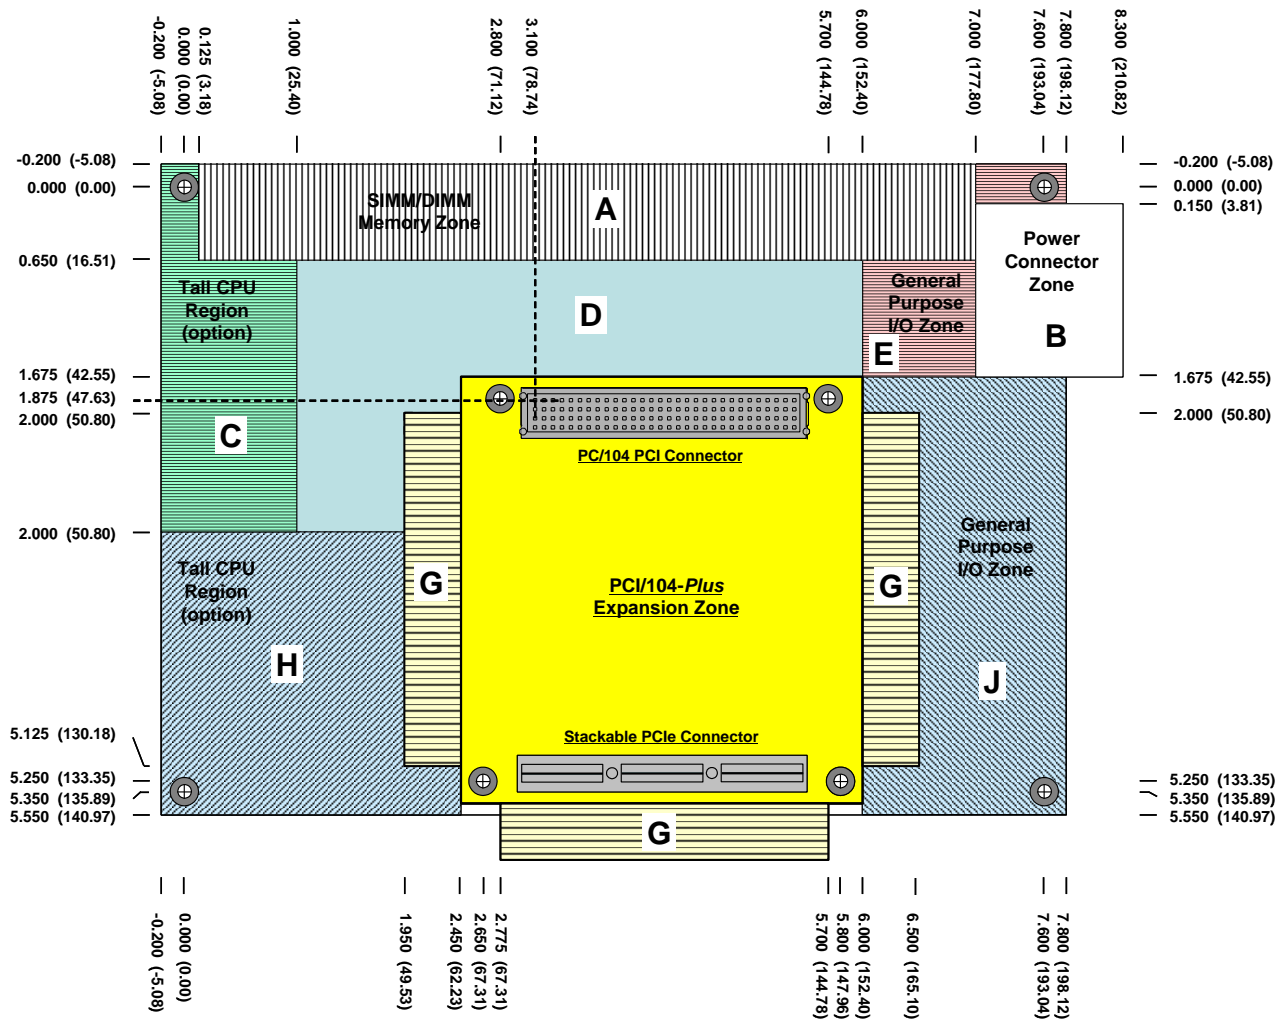 -0.200 (-5.08)
0.000 (0.00)
0.125 (3.18)
1.000 (25.40)
2.800 (71.12)
3.100 (78.74)
5.700 (144.78)
6.000 (152.40)
7.000 (177.80)
7.600 (193.04)
7.800 (198.12)
8.300 (210.82)
-0.200 (-5.08)
0.000 (0.00)
0.650 (16.51)
1.675 (42.55)
1.875 (47.63)
2.000 (50.80)
2.000 (50.80)
5.125 (130.18)
5.250 (133.35)
5.350 (135.89)
5.550 (140.97)
SIMM/DIMM
Memory Zone
A
Tall CPU
Region
(option)
C
D
General
Purpose
I/O Zone
E
Power
Connector
Zone
B
PC/104 PCI Connector
PCI/104-Plus
Expansion Zone
Stackable PCIe Connector
G
G
G
Tall CPU
Region
(option)
H
General
Purpose
I/O Zone
J
-0.200 (-5.08)
0.000 (0.00)
0.150 (3.81)
1.675 (42.55)
2.000 (50.80)
5.250 (133.35)
5.350 (135.89)
5.550 (140.97)
-0.200 (-5.08)
0.000 (0.00)
1.950 (49.53)
2.450 (62.23)
2.650 (67.31)
2.775 (67.31)
5.700 (144.78)
5.800 (147.96)
6.000 (152.40)
6.500 (165.10)
7.600 (193.04)
7.800 (198.12)